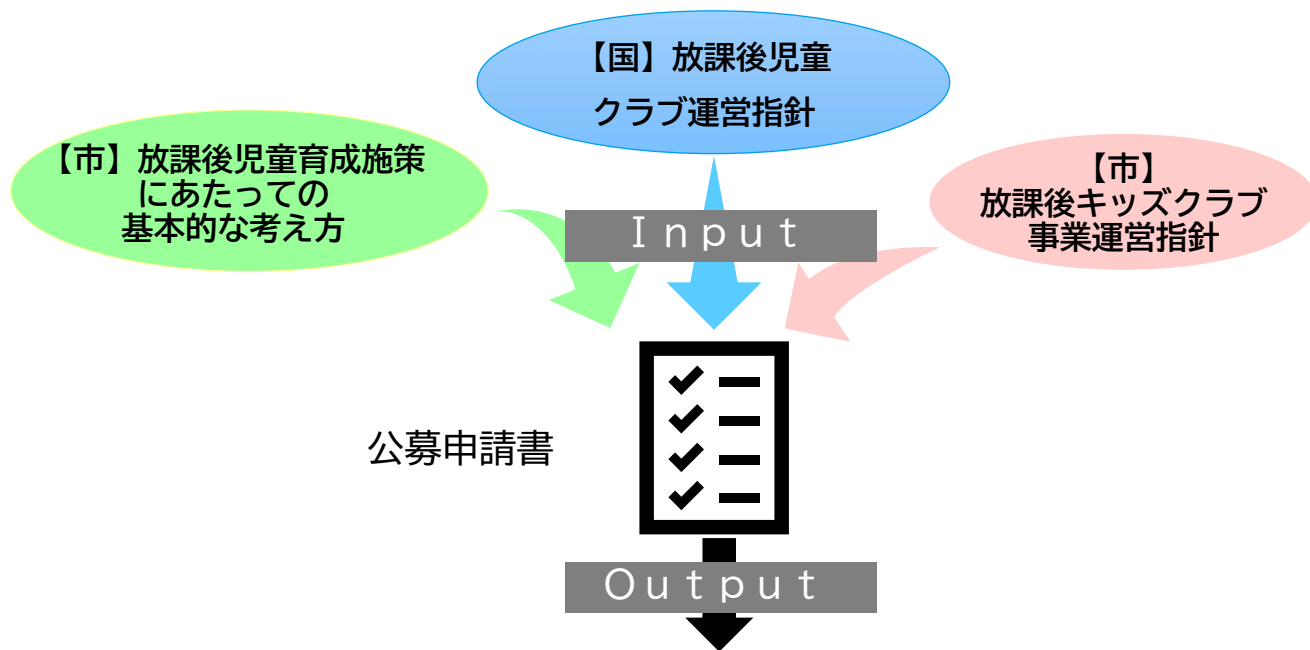 【国】放課後児童
クラブ運営指針
【市】放課後児童育成施策
にあたっての
基本的な考え方
【市】
放課後キッズクラブ
事業運営指針
Ｉｎｐｕｔ
公募申請書
Ｏｕｔｐｕｔ